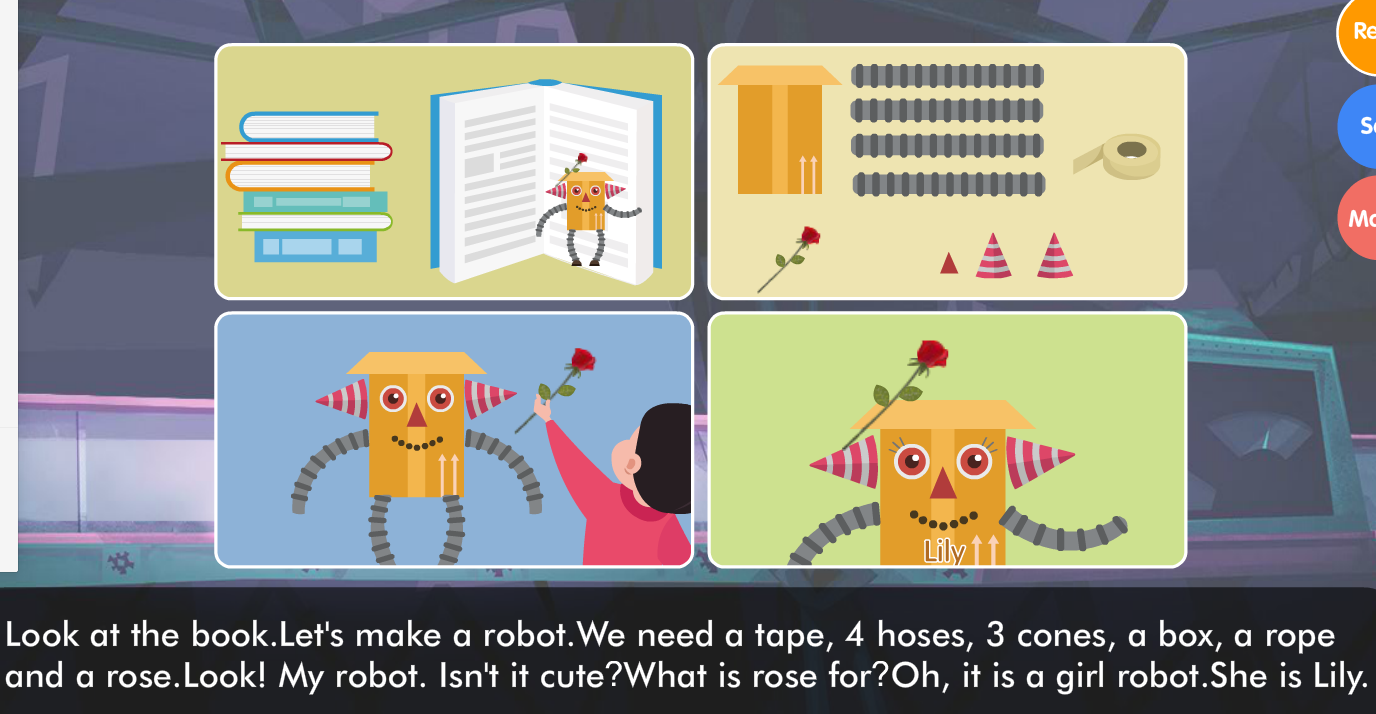 Re
Lily
Look at the book.Let's make a robot.We need a tape, 4 hoses, 3 cones, a box, a rope
and a rose.Look! My robot. Isn't it cute?What is rose for?Oh, it is a girl robot.She is Lily.